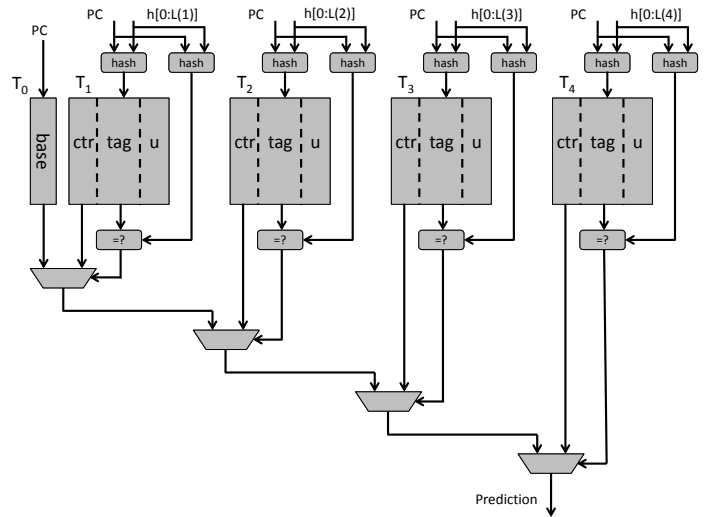 PC h[0:L(1)] PC h[0:L(2)] PC h[0:L(3)] PC h[0:L(4)]
PC
hash hash hash hash hash hash hash hash
T0 T1 T2 T3 T4
base ctr tag u ctr tag u ctr tag u ctr tag u
=? =? =? =?
Prediction